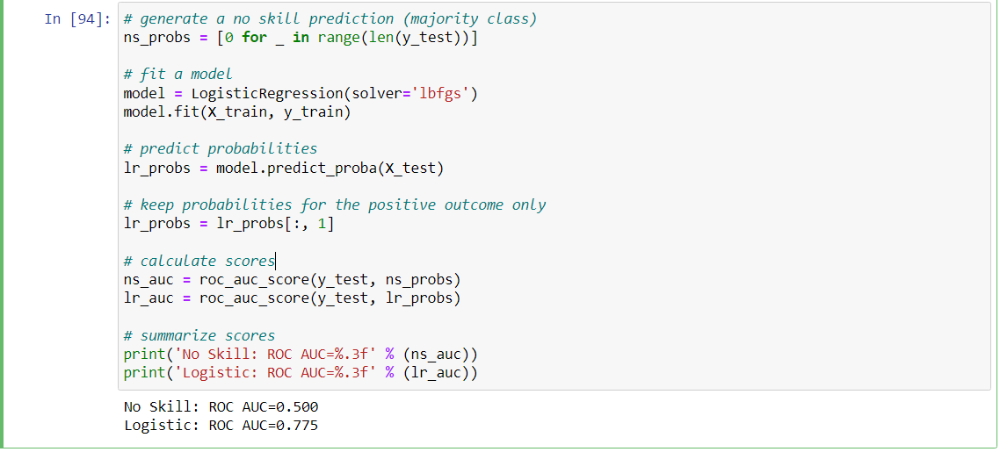 In [94]: # generate a no skill prediction (majority class)
ns_probs = [0 for _ in range(len(y_test))]
# fit a model
model = LogisticRegression(solver='lbfgs')
model.fit(X_train, y_train)
# predict probabilities
lr_probs = model.predict_proba(X_test)
# keep probabilities for the positive outcome only
lr_probs = lr_probs[:, 1]
# calculate scores
ns_auc = roc_auc_score(y_test, ns_probs)
lr_auc = roc_auc_score(y_test, lr_probs)
# summarize scores
print('No Skill: ROC AUC=%.3f' % (ns_auc))
print('Logistic: ROC AUC=%.3f' % (lr_auc))
No Skill: ROC AUC=0.500
Logistic: ROC AUC=0.775